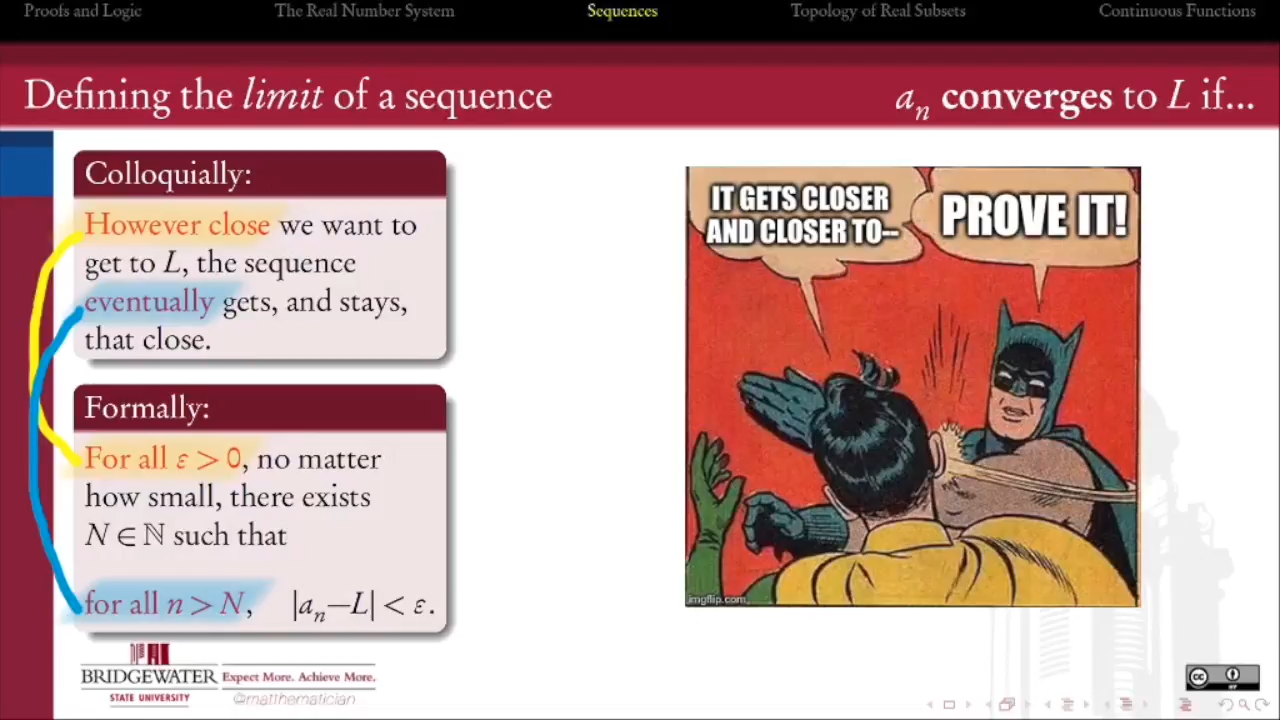 Proofs and Logic
The Real Number System
Sequences
Topology of Real Subsets
Continuous Functions
Defining the limit of a sequence
aₙ converges to L if...
Colloquially:
However close we want to
get to L, the sequence
eventually gets, and stays,
that close.
Formally:
For all ε > 0, no matter
how small, there exists
N ∈ ℕ such that
for all n > N, |aₙ−L| < ε.
IT GETS CLOSER
AND CLOSER TO--
PROVE IT!
imgflip.com
BRIDGEWATER
STATE UNIVERSITY
Expect More. Achieve More.
@matthematician
CC
BY